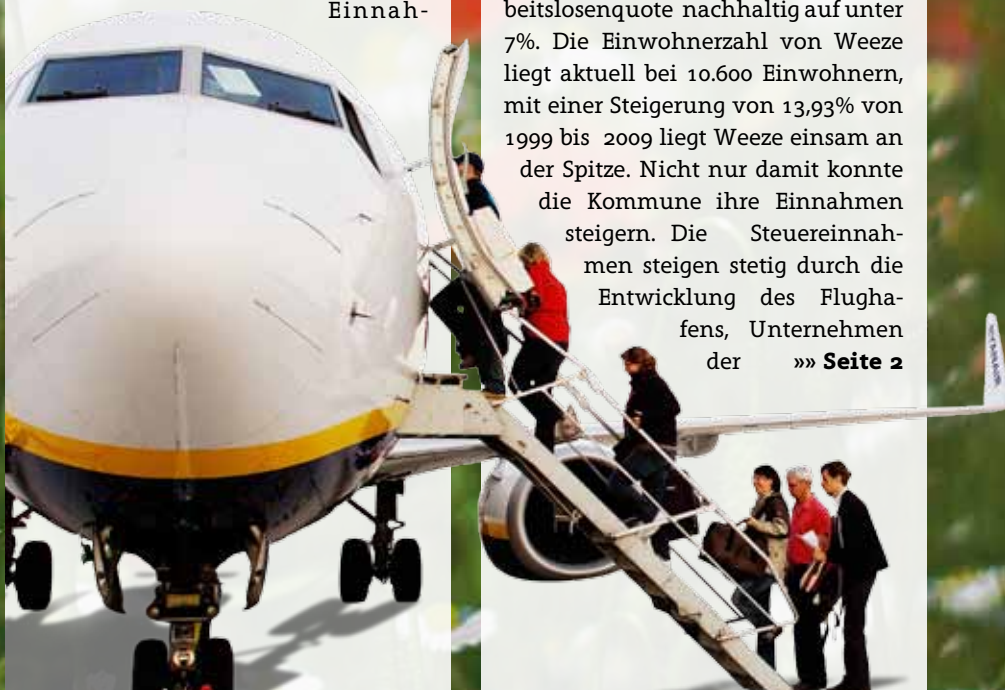 Einnah-
beitslosenquote nachhaltig auf unter
7%. Die Einwohnerzahl von Weeze
liegt aktuell bei 10.600 Einwohnern,
mit einer Steigerung von 13,93% von
1999 bis 2009 liegt Weeze einsam an
der Spitze. Nicht nur damit konnte
die Kommune ihre Einnahmen
steigern. Die Steuereinnah-
men steigen stetig durch die
Entwicklung des Flugha-
fens, Unternehmen
der »» Seite 2